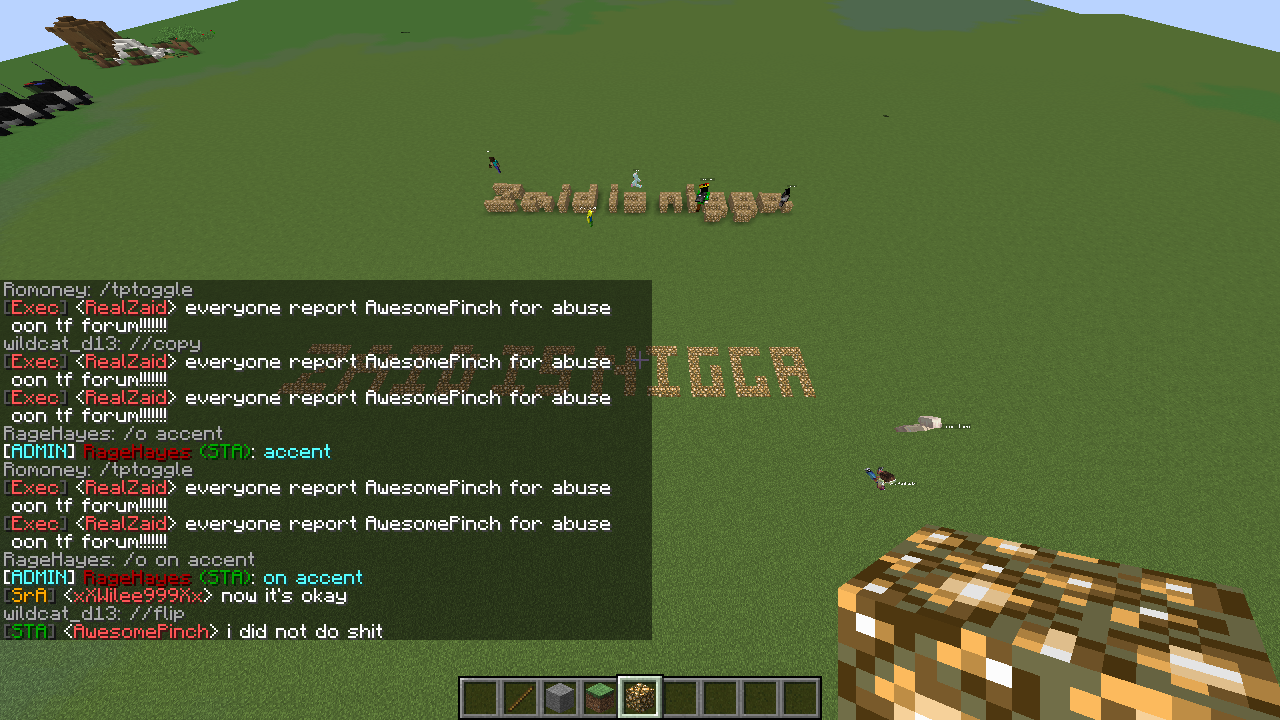 Zaid is nigga.
Romoney: /tptoggle
[Exec] <RealZaid> everyone report AwesomePinch for abuse
oon tf forum!!!!!!
wildcat_d13: //copy
[Exec] <RealZaid> everyone report AwesomePinch for abuse
oon tf forum!!!!!!
ZAID IS NIGGA
[Exec] <RealZaid> everyone report AwesomePinch for abuse
oon tf forum!!!!!!
RageHayes: /o accent
[ADMIN] RageHayes (STA): accent
Romoney: /tptoggle
[Exec] <RealZaid> everyone report AwesomePinch for abuse
oon tf forum!!!!!!
[Exec] <RealZaid> everyone report AwesomePinch for abuse
oon tf forum!!!!!!
RageHayes: /o on accent
[ADMIN] RageHayes (STA): on accent
[SrA] <xXWilee999Xx> now it's okay
wildcat_d13: //flip
[STA] <AwesomePinch> i did not do shit